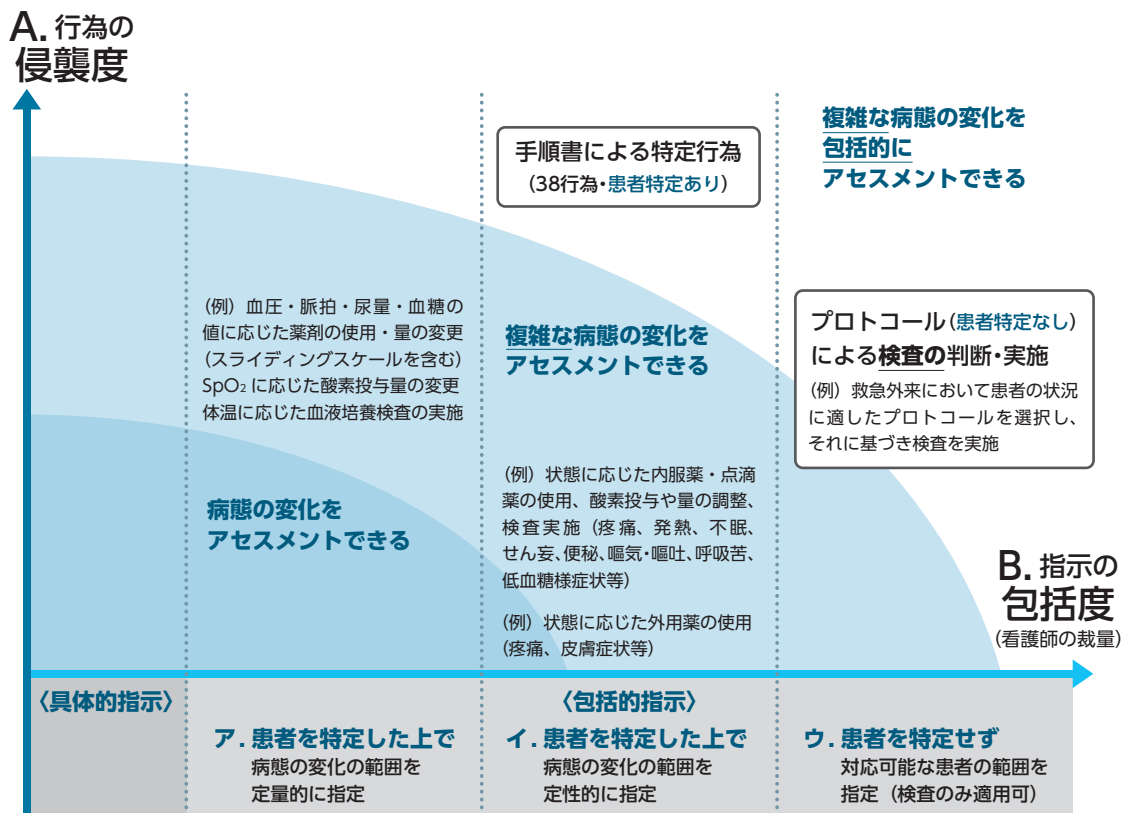 A. 行為の
侵襲度
複雑な病態の変化を
包括的に
アセスメントできる
手順書による特定行為
(38行為・患者特定あり)
(例) 血圧・脈拍・尿量・血糖の
値に応じた薬剤の使用・量の変更
(スライディングスケールを含む)
SpO₂ に応じた酸素投与量の変更
体温に応じた血液培養検査の実施
複雑な病態の変化を
アセスメントできる
プロトコール(患者特定なし)
による検査の判断・実施
(例) 救急外来において患者の状況
に適したプロトコールを選択し、
それに基づき検査を実施
病態の変化を
アセスメントできる
(例) 状態に応じた内服薬・点滴
薬の使用、酸素投与や量の調整、
検査実施(疼痛、発熱、不眠、
せん妄、便秘、嘔気・嘔吐、呼吸苦、
低血糖様症状等)
(例) 状態に応じた外用薬の使用
(疼痛、皮膚症状等)
B. 指示の
包括度
(看護師の裁量)
〈具体的指示〉
〈包括的指示〉
ア. 患者を特定した上で
病態の変化の範囲を
定量的に指定
イ. 患者を特定した上で
病態の変化の範囲を
定性的に指定
ウ. 患者を特定せず
対応可能な患者の範囲を
指定(検査のみ適用可)